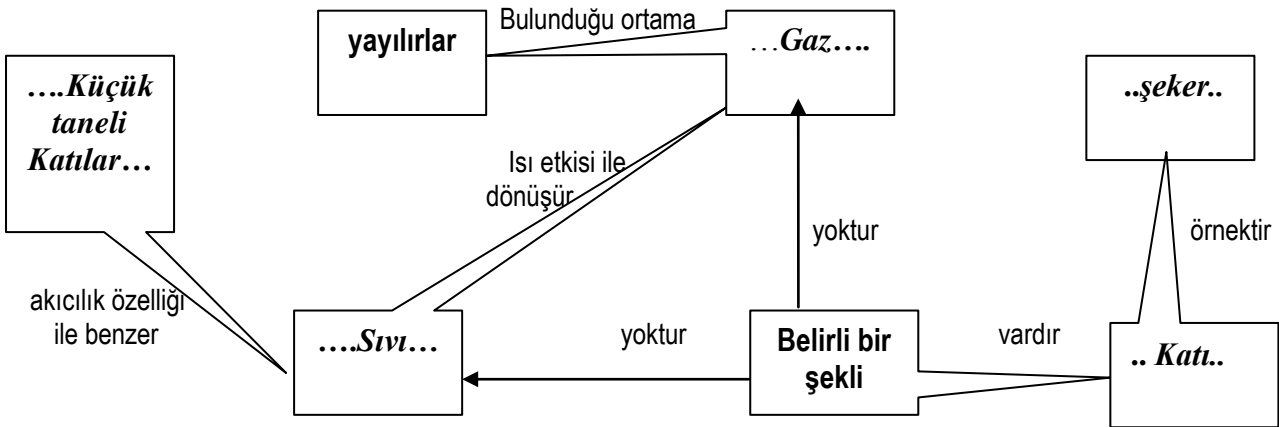 Bulunduğu ortama
yayılırlar
…Gaz….
….Küçük
taneli
Katılar…
..şeker..
Isı etkisi ile
dönüşür
yoktur
örnektir
akıcılık özelliği
ile benzer
….Sıvı…
yoktur
Belirli bir
şekli
vardır
.. Katı..